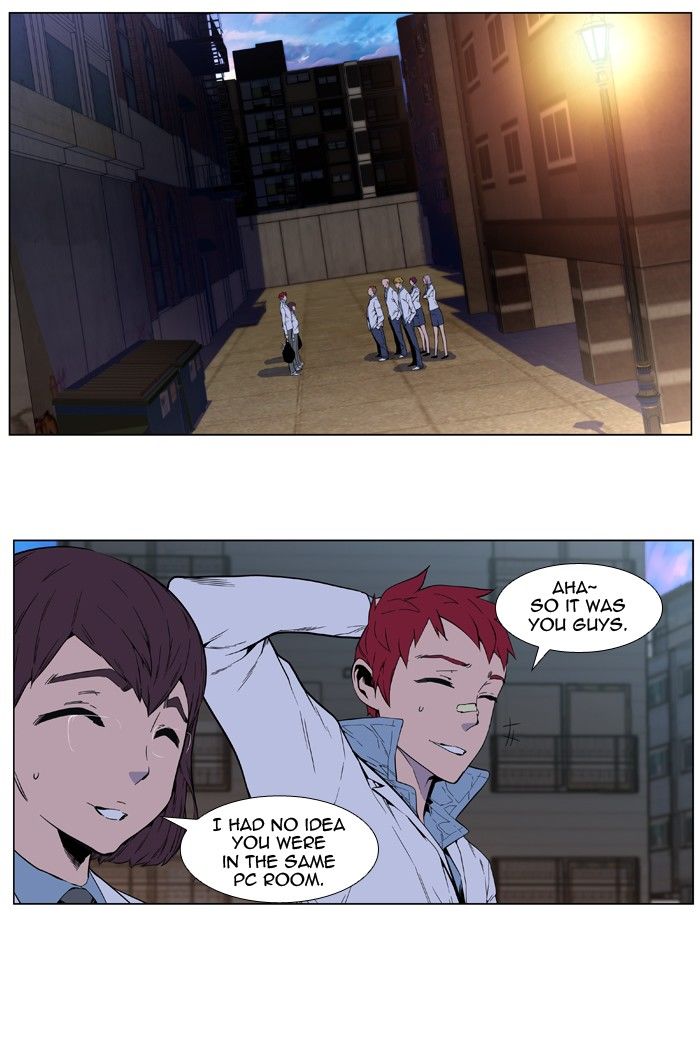 AHA~
SO IT WAS
YOU GUYS.
I HAD NO IDEA
YOU WERE
IN THE SAME
PC ROOM.